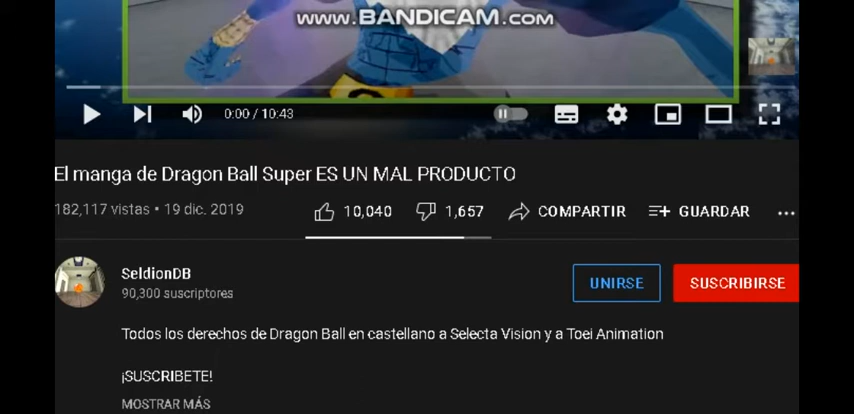 www.BANDICAM.com
0:00 / 10:43
El manga de Dragon Ball Super ES UN MAL PRODUCTO
182,117 vistas • 19 dic. 2019
10,040
1,657
COMPARTIR
GUARDAR
SeldionDB
90,300 suscriptores
UNIRSE
SUSCRIBIRSE
Todos los derechos de Dragon Ball en castellano a Selecta Vision y a Toei Animation
¡SUSCRIBETE!
MOSTRAR MÁS